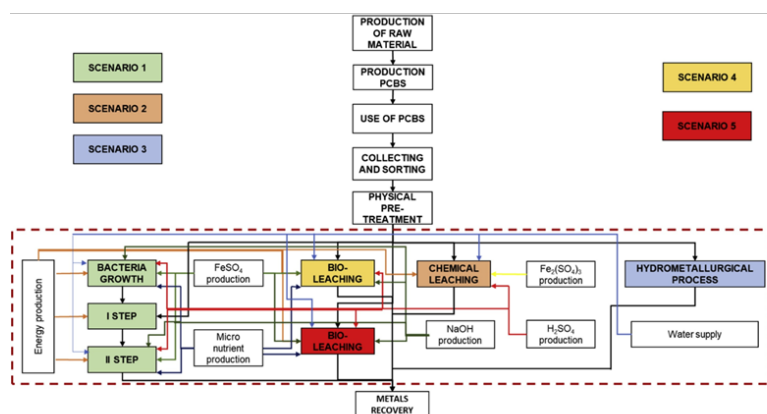 PRODUCTION
OF RAW
MATERIAL
SCENARIO 1
SCENARIO 2
SCENARIO 3
PRODUCTION
PCBS
USE OF PCBS
COLLECTING
AND SORTING
PHYSICAL
PRE-
TREATMENT
SCENARIO 4
SCENARIO 5
Energy production
BACTERIA
GROWTH
I STEP
II STEP
FeSO4
production
Micro
nutrient
production
BIO-
LEACHING
BIO-
LEACHING
CHEMICAL
LEACHING
NaOH
production
Fe2(SO4)3
production
H2SO4
production
HYDROMETALLURGICAL
PROCESS
Water supply
METALS
RECOVERY